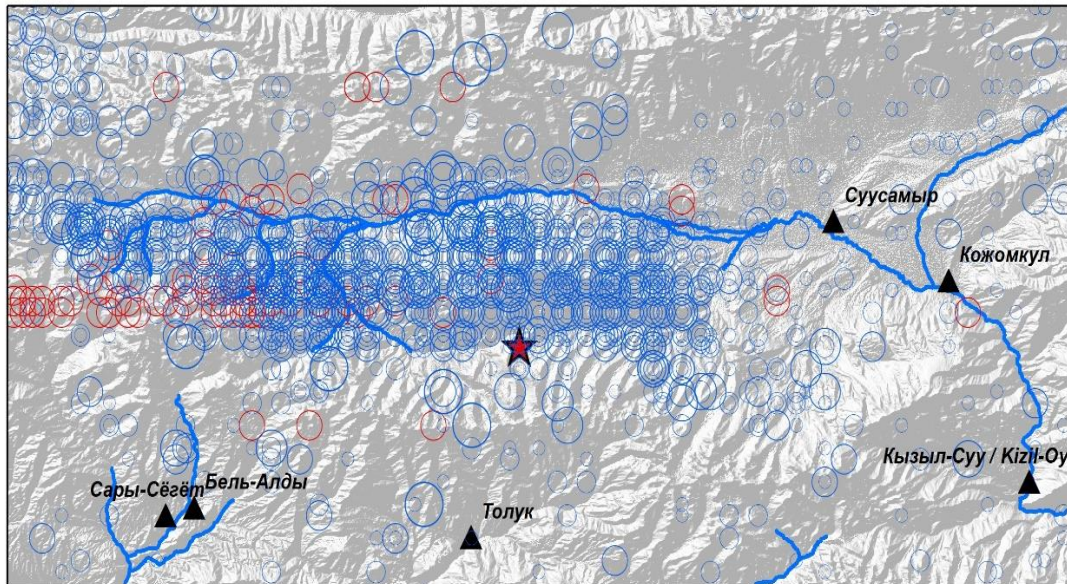 Суусамыр
Кожомкул
Кызыл-Суу / Kizil-Oy
Сары-Сёгёт
Бель-Алды
Толук